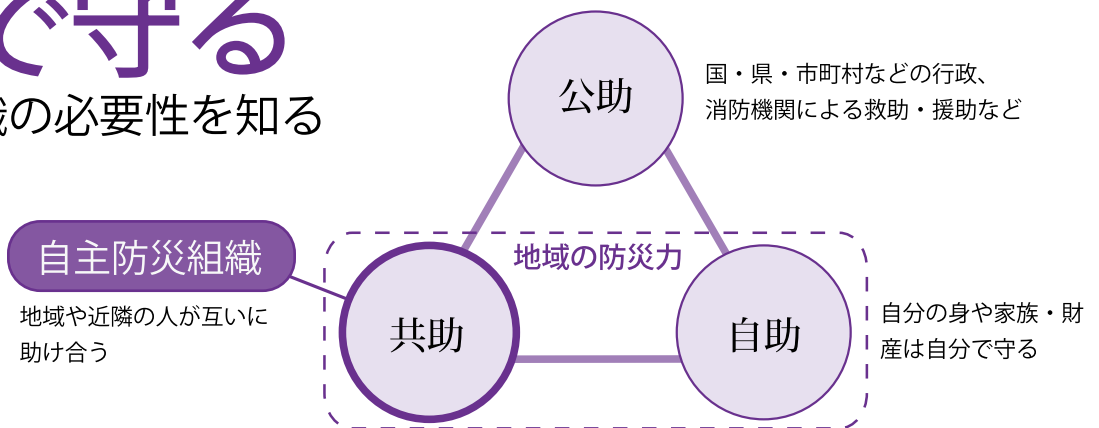 で守る
の必要性を知る
公助
国・県・市町村などの行政、
消防機関による救助・援助など
自主防災組織
地域や近隣の人が互いに
助け合う
地域の防災力
共助
自助
自分の身や家族・財
産は自分で守る